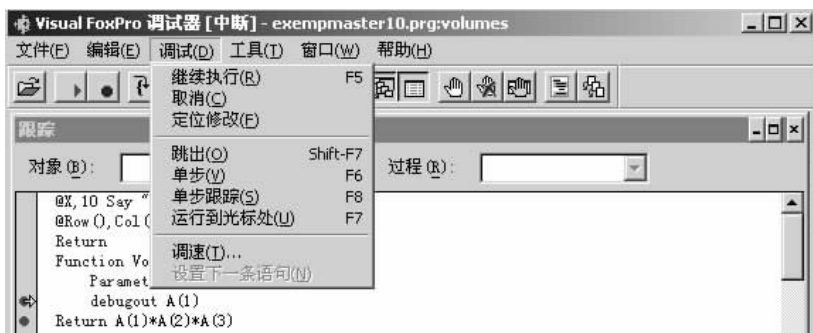 Visual FoxPro 调试器 [中断] - exempmaster10.prg:volumes
文件(F) 编辑(E) 调试(D) 工具(T) 窗口(W) 帮助(H)
继续执行(R) F5
取消(C)
定位修改(F)
跟踪
跳出(O) Shift-F7
对象(B): 过程(R):
单步(V) F6
单步跟踪(S) F8
运行到光标处(U) F7
调速(T)...
设置下一条语句(N)
@X,10 Say "
@Row(),Col(
Return
Function Vo
Paramet
debugout A(1)
Return A(1)*A(2)*A(3)